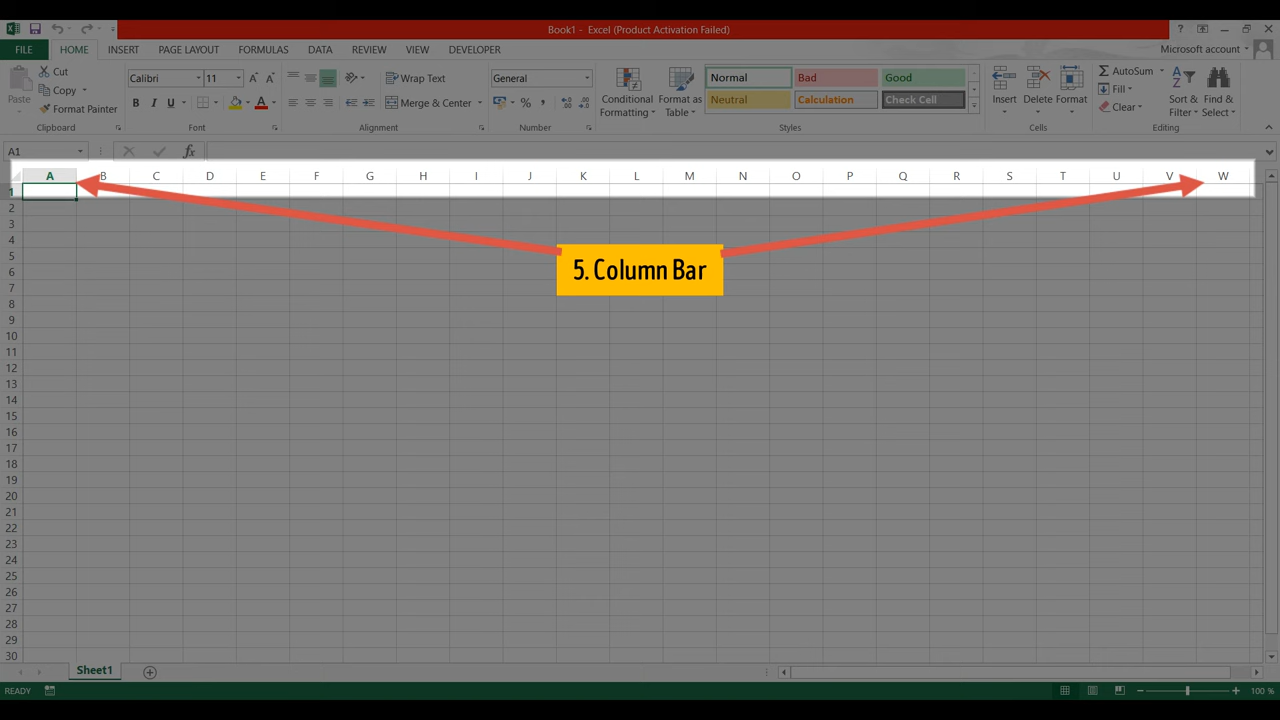 Book1 - Excel (Product Activation Failed)
FILE HOME INSERT PAGE LAYOUT FORMULAS DATA REVIEW VIEW DEVELOPER Microsoft account
Paste
Cut
Copy
Format Painter
Clipboard
Calibri 11
B I U
Font
Wrap Text
Merge & Center
Alignment
General
%
Number
Conditional Formatting
Format as Table
Normal Bad Good
Neutral Calculation Check Cell
Styles
Insert Delete Format
Cells
AutoSum
Fill
Clear
Sort & Filter
Find & Select
Editing
A1 fx
A B C D E F G H I J K L M N O P Q R S T U V W
1
2
3
4
5
6
7
8
9
10
11
12
13
14
15
16
17
18
19
20
21
22
23
24
25
26
27
28
29
30
5. Column Bar
Sheet1
READY 100 %